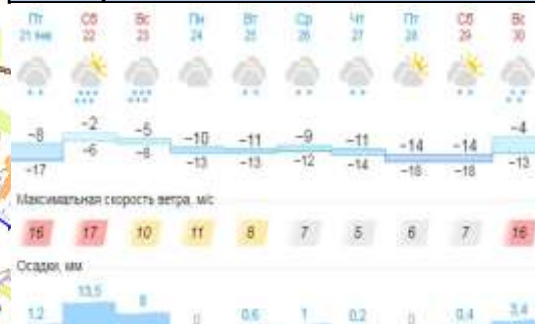 Пт Сб Вс Пн Вт Ср Чт Пт Сб Вс
21 янв 22 23 24 25 26 27 28 29 30
-8 -2 -5 -10 -11 -9 -11 -14 -14 -4
-17 -6 -8 -13 -13 -12 -14 -18 -18 -13
Максимальная скорость ветра, м/с
16 17 10 11 8 7 5 6 7 16
Осадки, мм
1,2 13,5 8 0 0,6 1 0,2 0 0,4 3,4